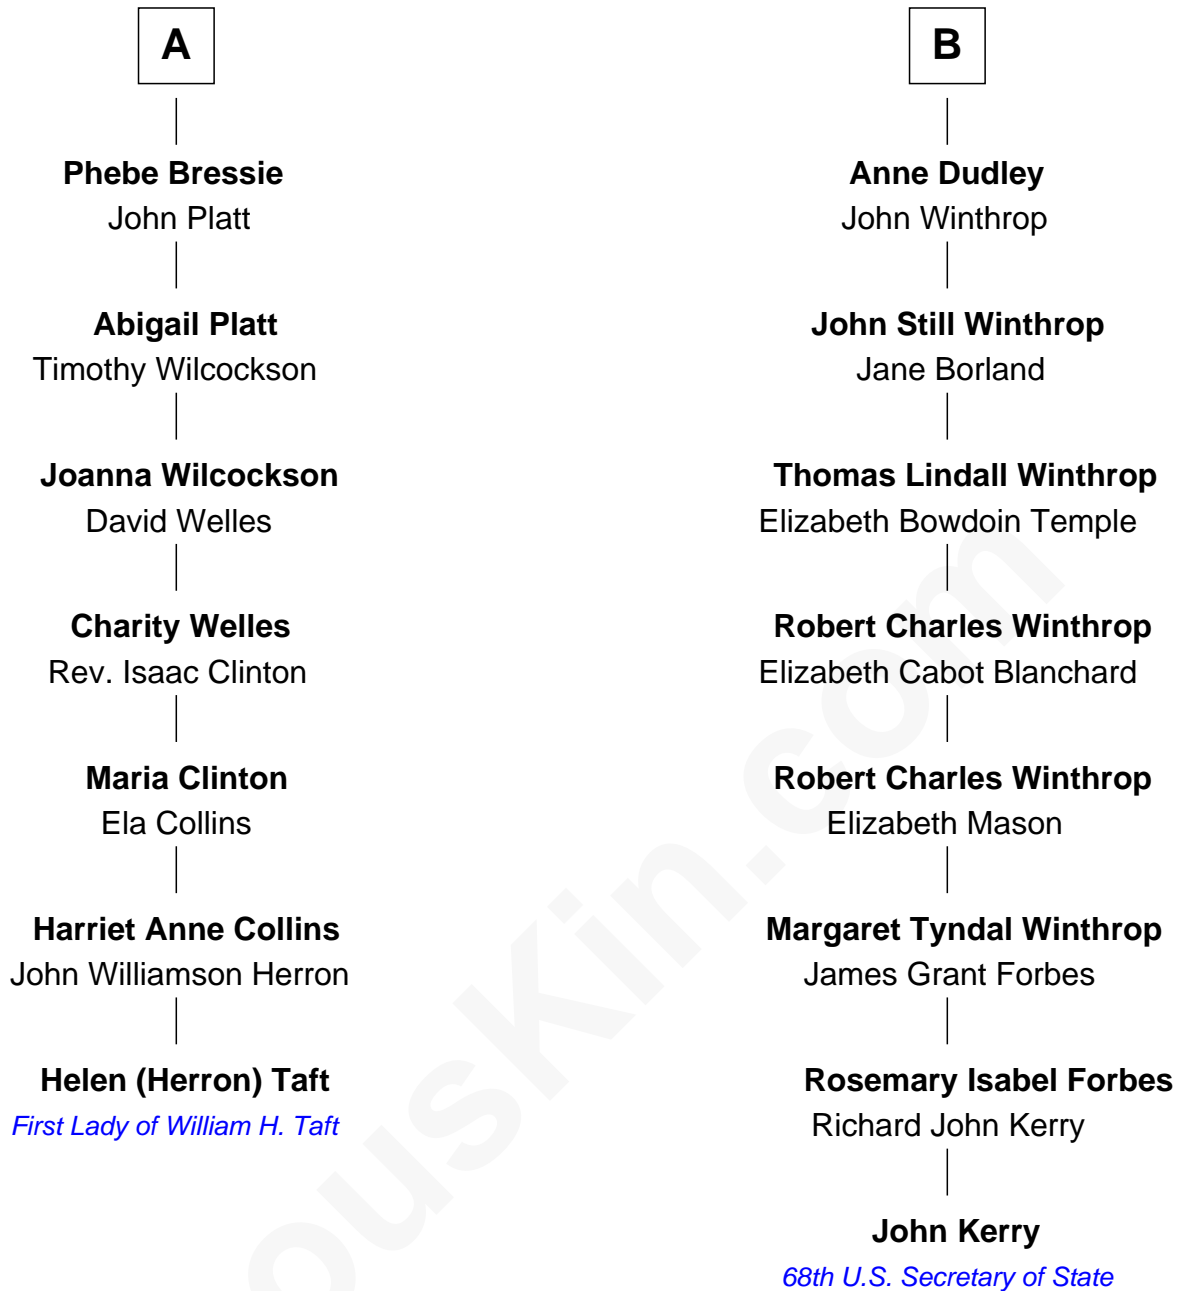 A
Phebe Bressie
John Platt
Abigail Platt
Timothy Wilcockson
Joanna Wilcockson
David Welles
Charity Welles
Rev. Isaac Clinton
Maria Clinton
Ela Collins
Harriet Anne Collins
John Williamson Herron
Helen (Herron) Taft
First Lady of William H. Taft
B
Anne Dudley
John Winthrop
John Still Winthrop
Jane Borland
Thomas Lindall Winthrop
Elizabeth Bowdoin Temple
Robert Charles Winthrop
Elizabeth Cabot Blanchard
Robert Charles Winthrop
Elizabeth Mason
Margaret Tyndal Winthrop
James Grant Forbes
Rosemary Isabel Forbes
Richard John Kerry
John Kerry
68th U.S. Secretary of State
ousKin.com